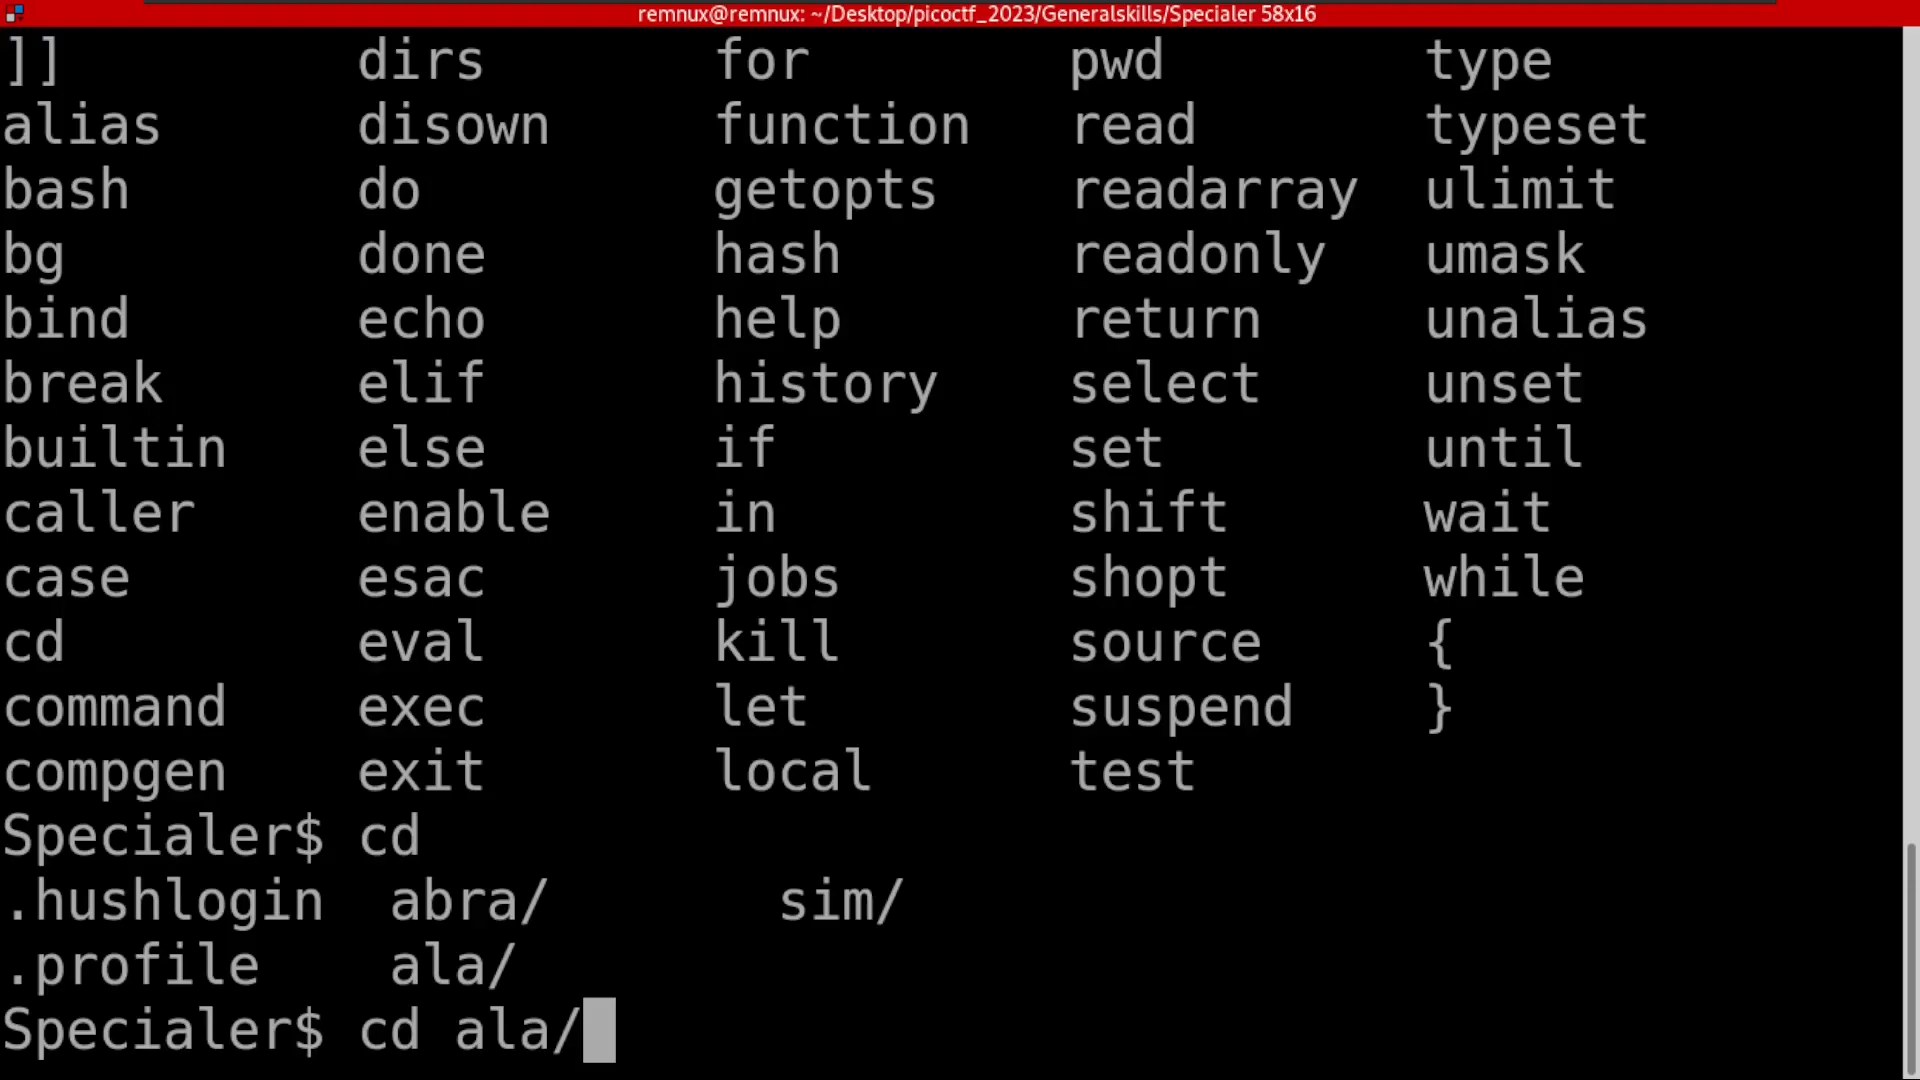 remnux@remnux: ~/Desktop/picoctf_2023/Generalskills/Specialer 58x16
]] dirs for pwd type
alias disown function read typeset
bash do getopts readarray ulimit
bg done hash readonly umask
bind echo help return unalias
break elif history select unset
builtin else if set until
caller enable in shift wait
case esac jobs shopt while
cd eval kill source {
command exec let suspend }
compgen exit local test
Specialer$ cd
.hushlogin abra/ sim/
.profile ala/
Specialer$ cd ala/